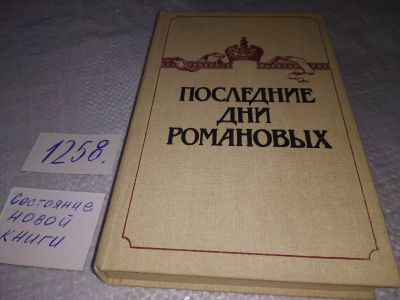 ПОСЛЕДНИЕ
ДНИ
РОМАНОВЫХ
1258.
Состояние
новой
книги